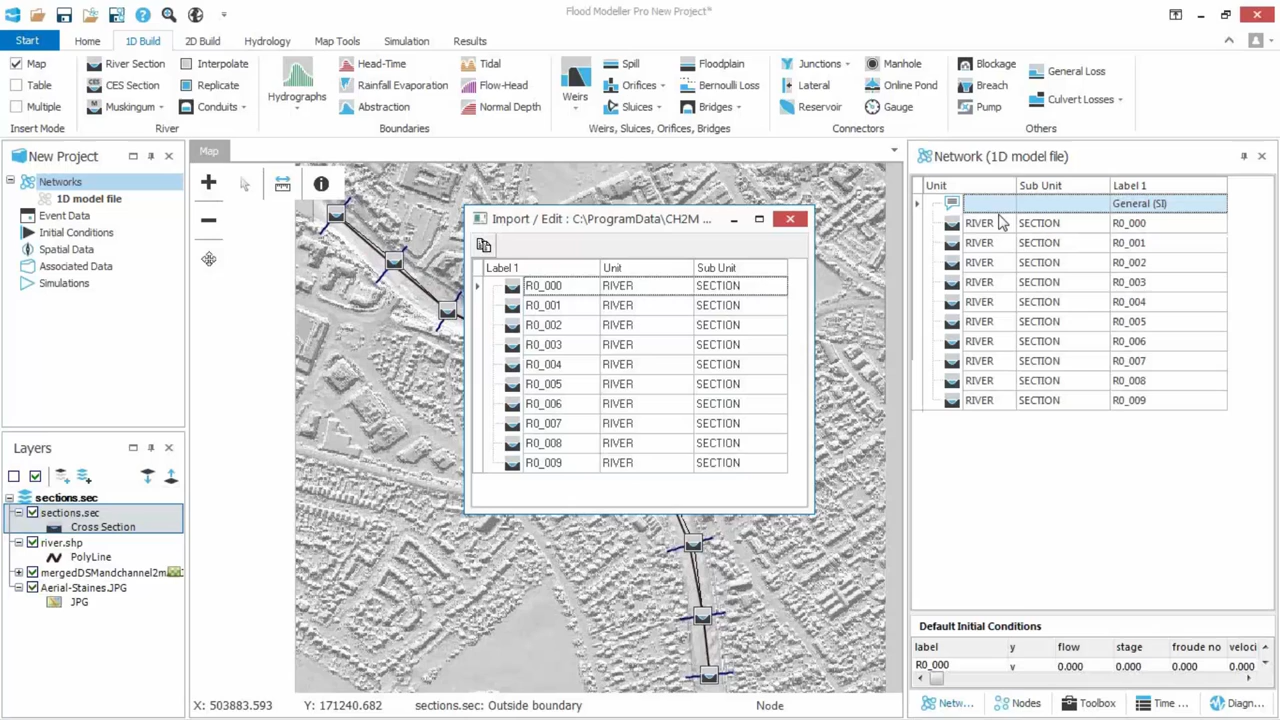 Flood Modeller Pro New Project*
Start Home 1D Build 2D Build Hydrology Map Tools Simulation Results
Map River Section Interpolate Head-Time Tidal Spill Floodplain Junctions Manhole Blockage General Loss
Table CES Section Replicate Hydrographs Rainfall Evaporation Flow-Head Weirs Orifices Bernoulli Loss Lateral Online Pond Breach Culvert Losses
Multiple Muskingum Conduits Abstraction Normal Depth Sluices Bridges Reservoir Gauge Pump
Insert Mode River Boundaries Weirs, Sluices, Orifices, Bridges Connectors Others
New Project
Networks
1D model file
Event Data
Initial Conditions
Spatial Data
Associated Data
Simulations
Layers
sections.sec
sections.sec
Cross Section
river.shp
PolyLine
mergedDSMandchannel2m
Aerial-Staines.JPG
JPG
Map
Import / Edit : C:\ProgramData\CH2M ...
Label 1 Unit Sub Unit
R0_000 RIVER SECTION
R0_001 RIVER SECTION
R0_002 RIVER SECTION
R0_003 RIVER SECTION
R0_004 RIVER SECTION
R0_005 RIVER SECTION
R0_006 RIVER SECTION
R0_007 RIVER SECTION
R0_008 RIVER SECTION
R0_009 RIVER SECTION
Network (1D model file)
Unit Sub Unit Label 1
General (SI)
RIVER SECTION R0_000
RIVER SECTION R0_001
RIVER SECTION R0_002
RIVER SECTION R0_003
RIVER SECTION R0_004
RIVER SECTION R0_005
RIVER SECTION R0_006
RIVER SECTION R0_007
RIVER SECTION R0_008
RIVER SECTION R0_009
Default Initial Conditions
label y flow stage froude no veloci
R0_000 v 0.000 0.000 0.000 0.000
Netw... Nodes Toolbox Time ... Diagn...
X: 503883.593 Y: 171240.682 sections.sec: Outside boundary Node